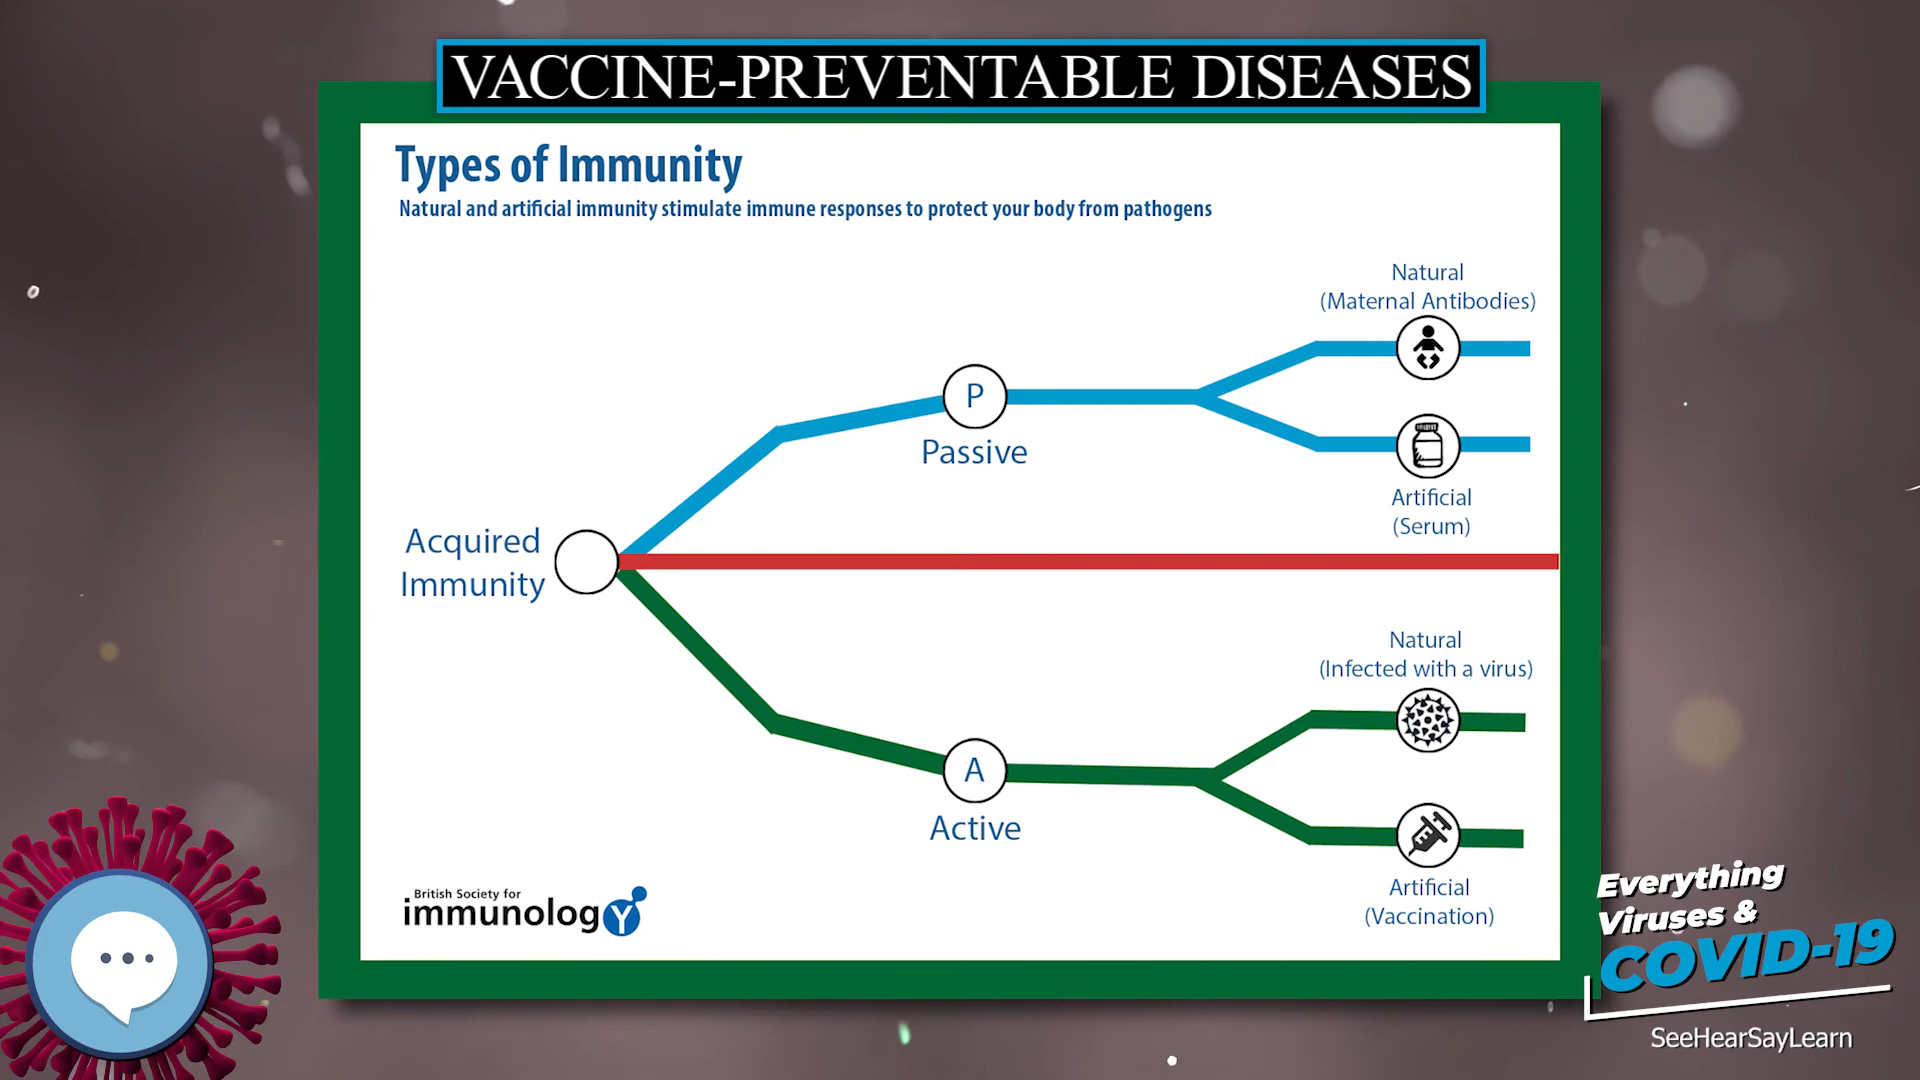 VACCINE-PREVENTABLE DISEASES
Types of Immunity
Natural and artificial immunity stimulate immune responses to protect your body from pathogens
Natural
(Maternal Antibodies)
P
Passive
Artificial
(Serum)
Acquired
Immunity
Natural
(Infected with a virus)
A
Active
Artificial
(Vaccination)
British Society for
immunology
Everything
Viruses &
COVID-19
SeeHearSayLearn